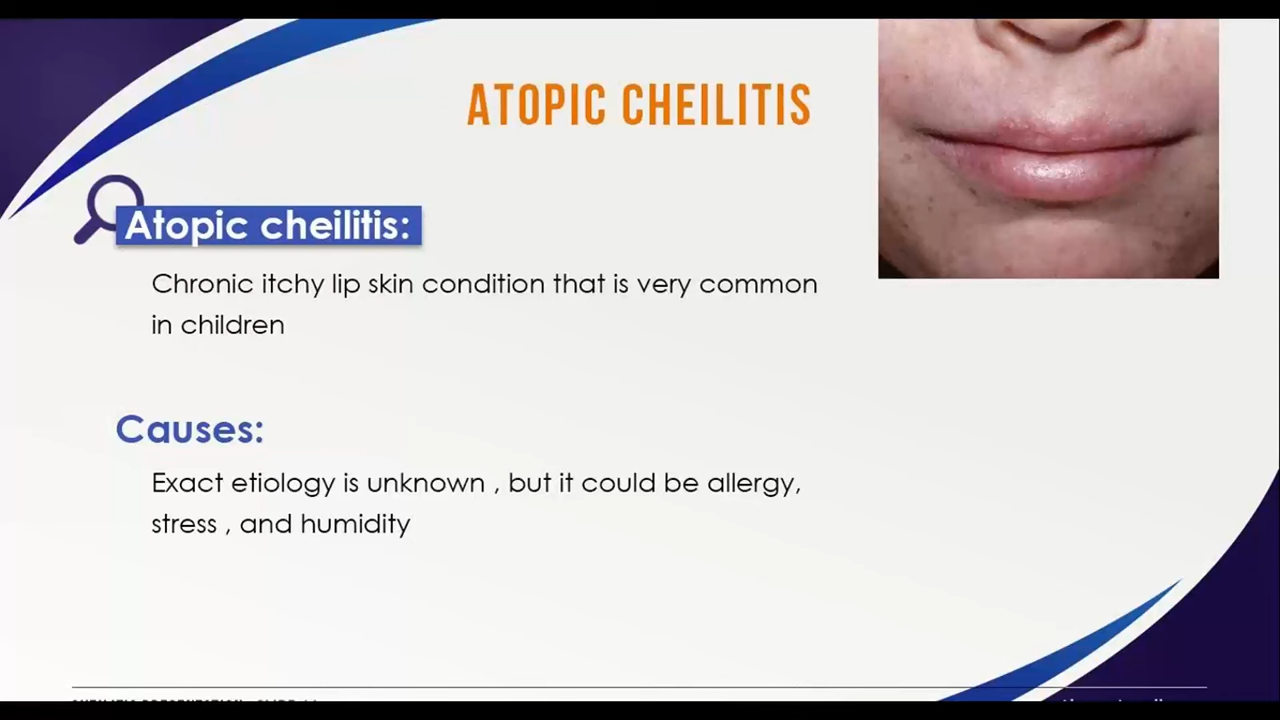 ATOPIC CHEILITIS
Atopic cheilitis:
Chronic itchy lip skin condition that is very common
in children
Causes:
Exact etiology is unknown , but it could be allergy,
stress , and humidity